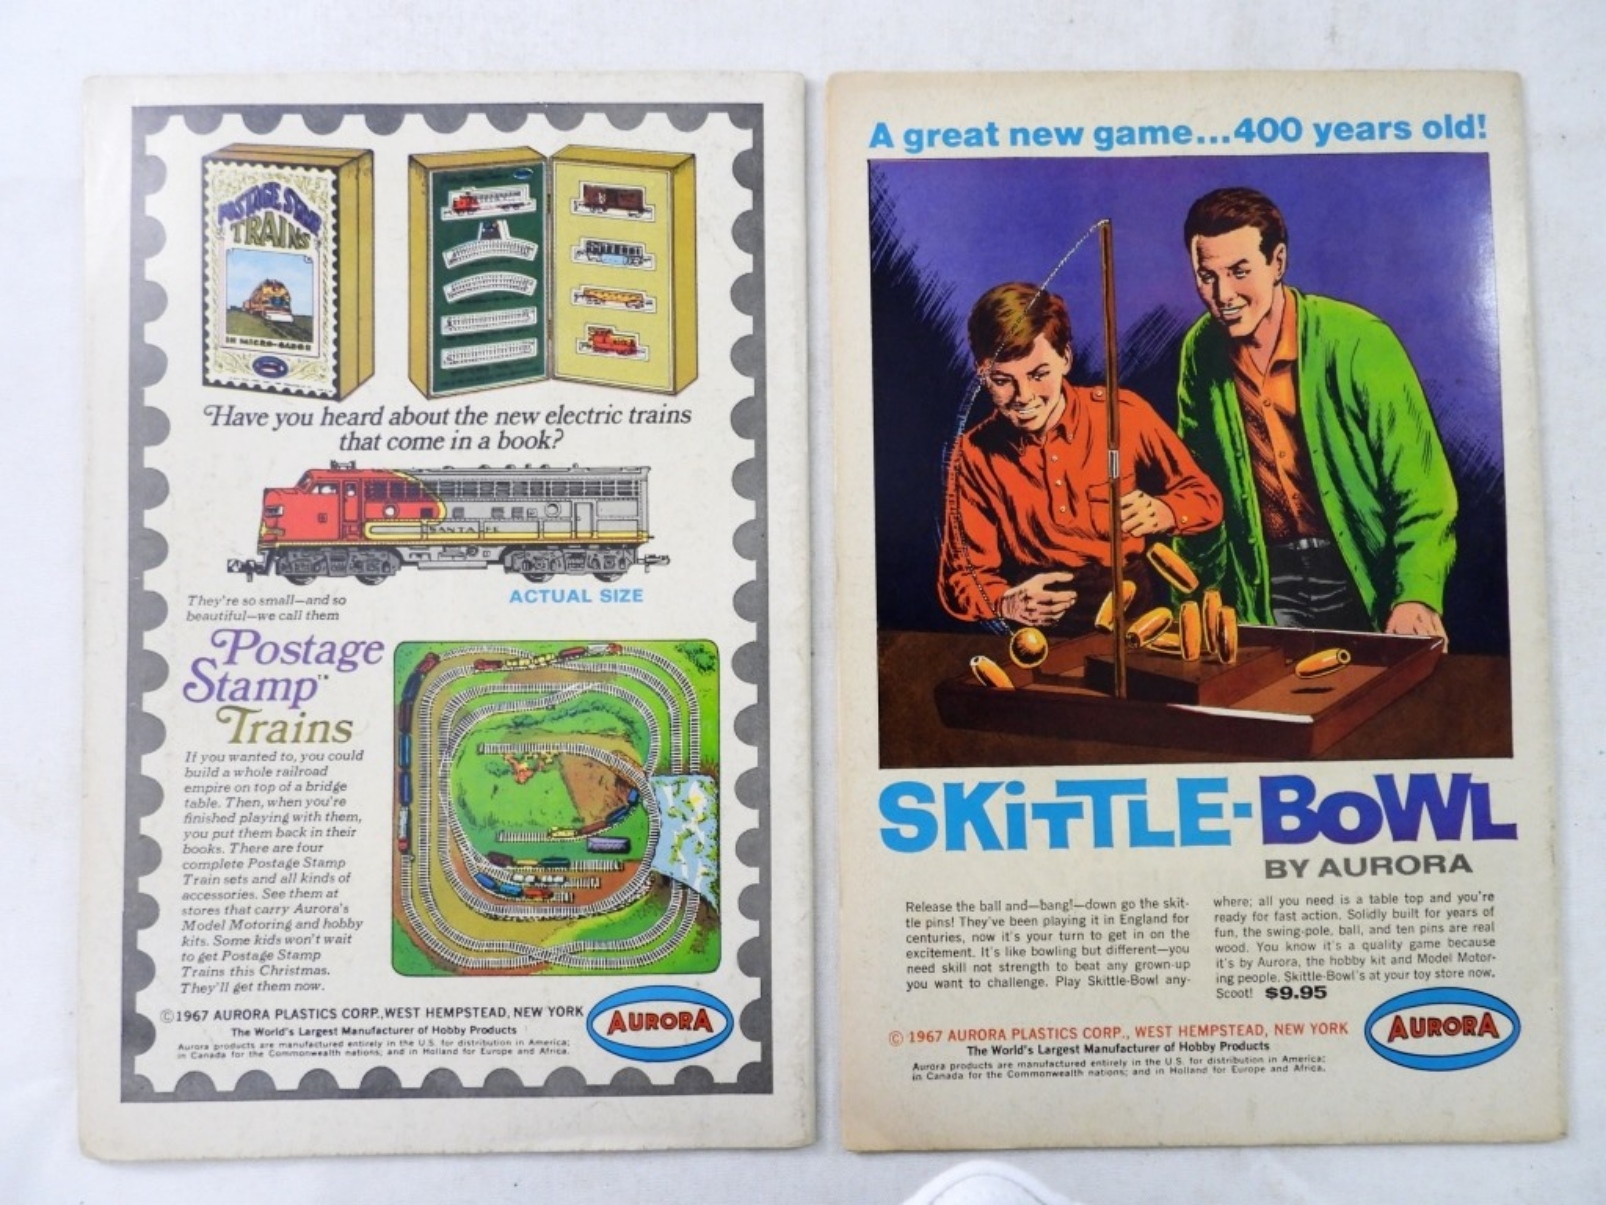 POSTAGE STAMP
TRAINS
IN MICRO-GAUGE
Have you heard about the new electric trains
that come in a book?
SANTA FE
They're so small—and so
beautiful—we call them
ACTUAL SIZE
Postage
Stamp™
Trains
If you wanted to, you could
build a whole railroad
empire on top of a bridge
table. Then, when you're
finished playing with them,
you put them back in their
books. There are four
complete Postage Stamp
Train sets and all kinds of
accessories. See them at
stores that carry Aurora's
Model Motoring and hobby
kits. Some kids won't wait
to get Postage Stamp
Trains this Christmas.
They'll get them now.
©1967 AURORA PLASTICS CORP., WEST HEMPSTEAD, NEW YORK
The World's Largest Manufacturer of Hobby Products
Aurora products are manufactured entirely in the U.S. for distribution in America;
in Canada for the Commonwealth nations; and in Holland for Europe and Africa.
AURORA
A great new game...400 years old!
SKiTTLE-BoWL
BY AURORA
Release the ball and—bang!—down go the skit-
tle pins! They've been playing it in England for
centuries, now it's your turn to get in on the
excitement. It's like bowling but different—you
need skill not strength to beat any grown-up
you want to challenge. Play Skittle-Bowl any-
where; all you need is a table top and you're
ready for fast action. Solidly built for years of
fun, the swing-pole, ball, and ten pins are real
wood. You know it's a quality game because
it's by Aurora, the hobby kit and Model Motor-
ing people. Skittle-Bowl's at your toy store now.
Scoot! $9.95
© 1967 AURORA PLASTICS CORP., WEST HEMPSTEAD, NEW YORK
The World's Largest Manufacturer of Hobby Products
Aurora products are manufactured entirely in the U.S. for distribution in America;
in Canada for the Commonwealth nations; and in Holland for Europe and Africa.
AURORA